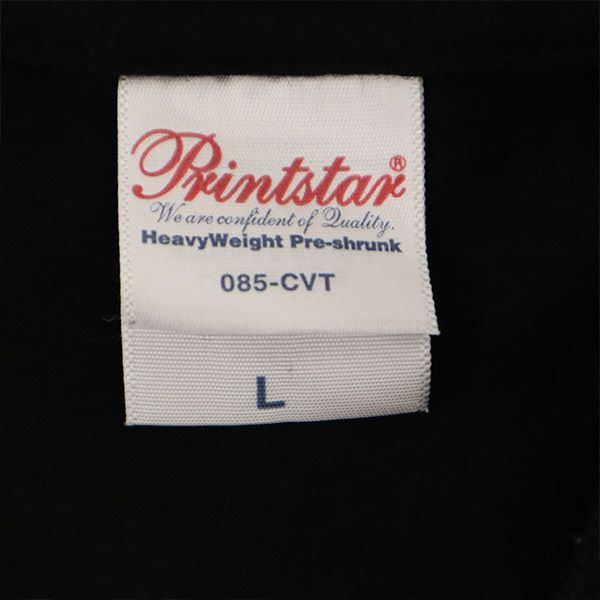 Printstar®
We are confident of Quality.
HeavyWeight Pre-shrunk
085-CVT
L